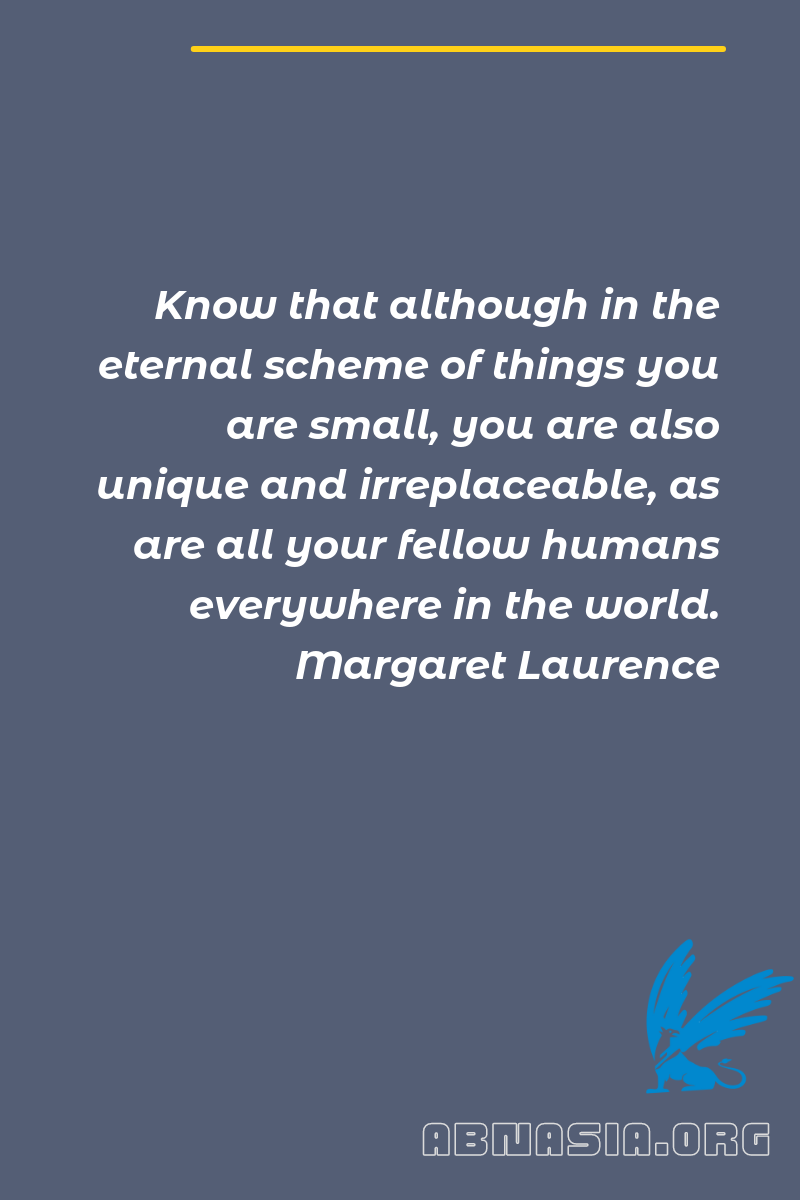 Know that although in the
eternal scheme of things you
are small, you are also
unique and irreplaceable, as
are all your fellow humans
everywhere in the world.
Margaret Laurence
ABNASIA.ORG